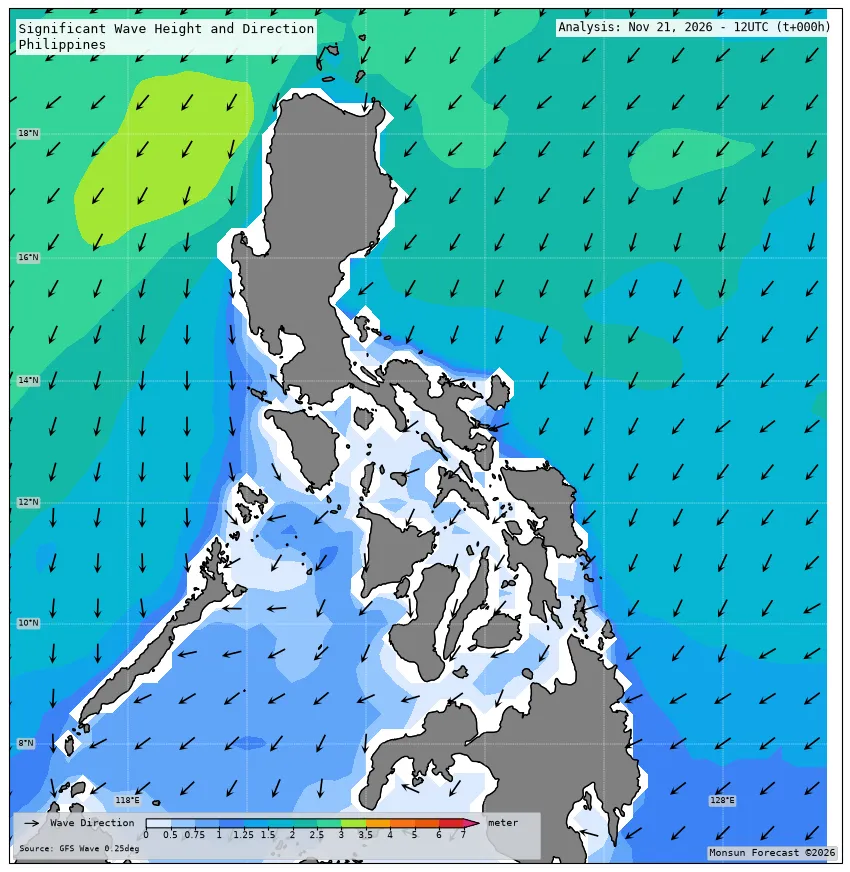 Significant Wave Height and Direction
Philippines
Analysis: Nov 21, 2026 - 12UTC (t+000h)
18°N
16°N
14°N
12°N
10°N
8°N
118°E
128°E
Wave Direction
0 0.5 0.75 1 1.25 1.5 2 2.5 3 3.5 4 5 6 7
meter
Source: GFS Wave 0.25deg
Monsun Forecast ©2026